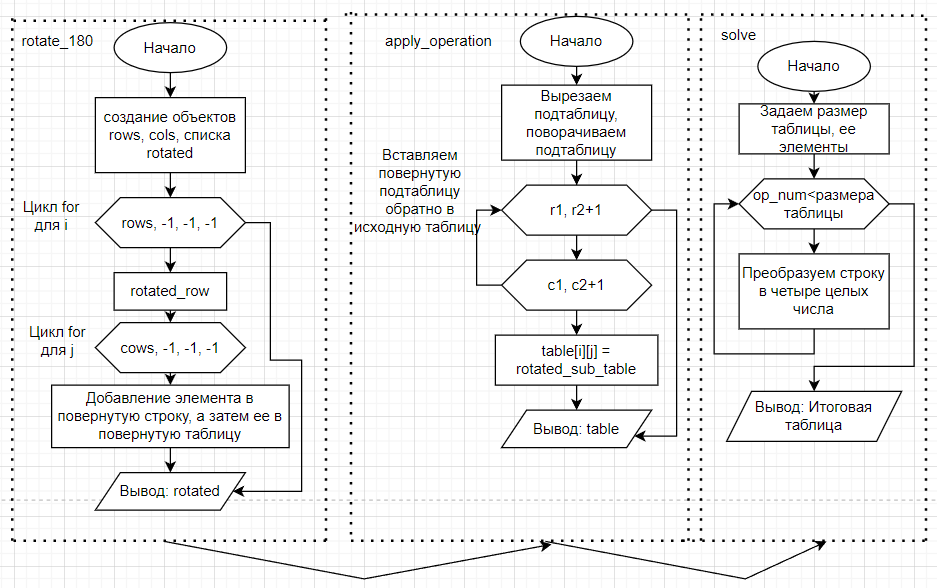 rotate_180
Начало
создание объектов
rows, cols, списка
rotated
Цикл for
для i
rows, -1, -1, -1
rotated_row
Цикл for
для j
cows, -1, -1, -1
Добавление элемента в
повернутую строку, а затем ее в
повернутую таблицу
Вывод: rotated
apply_operation
Начало
Вырезаем
подтаблицу,
поворачиваем
подтаблицу
Вставляем
повернутую
подтаблицу
обратно в
исходную таблицу
r1, r2+1
c1, c2+1
table[i][j] =
rotated_sub_table
Вывод: table
solve
Начало
Задаем размер
таблицы, ее
элементы
op_num<размера
таблицы
Преобразуем строку
в четыре целых
числа
Вывод: Итоговая
таблица